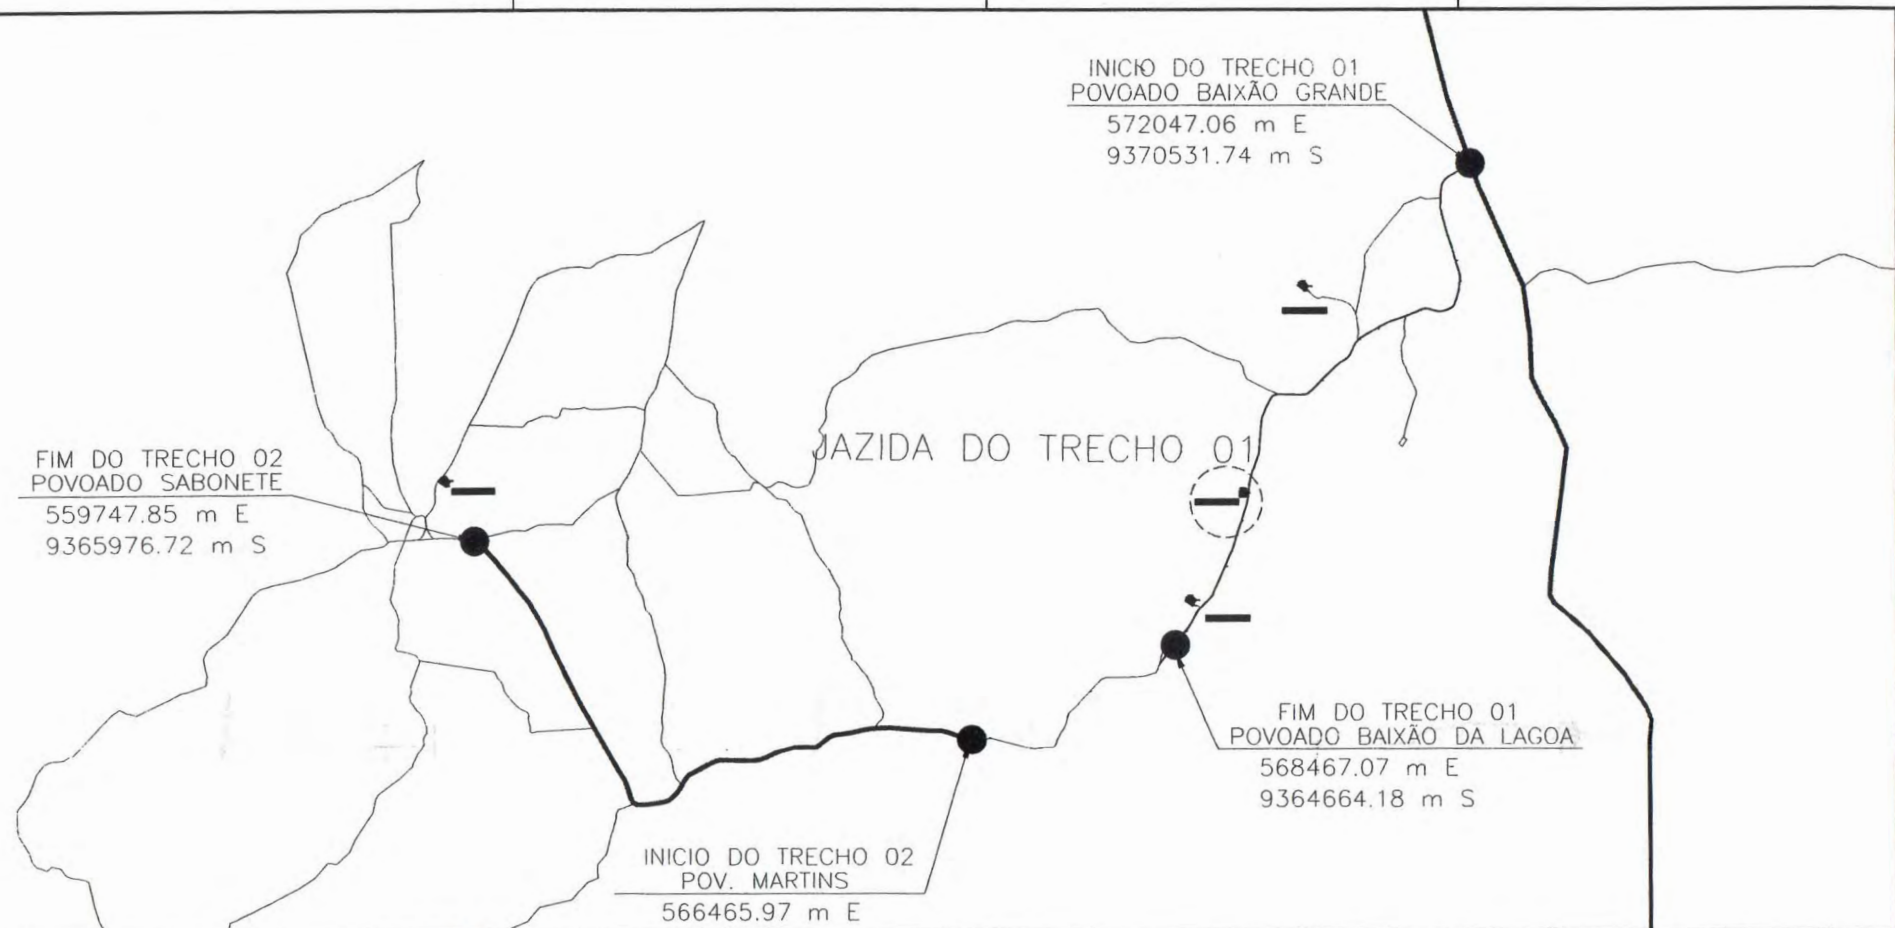 INICIO DO TRECHO 01
POVOADO BAIXÃO GRANDE
572047.06 m E
9370531.74 m S
JAZIDA DO TRECHO 01
FIM DO TRECHO 02
POVOADO SABONETE
559747.85 m E
9365976.72 m S
FIM DO TRECHO 01
POVOADO BAIXÃO DA LAGOA
568467.07 m E
9364664.18 m S
INICIO DO TRECHO 02
POV. MARTINS
566465.97 m E